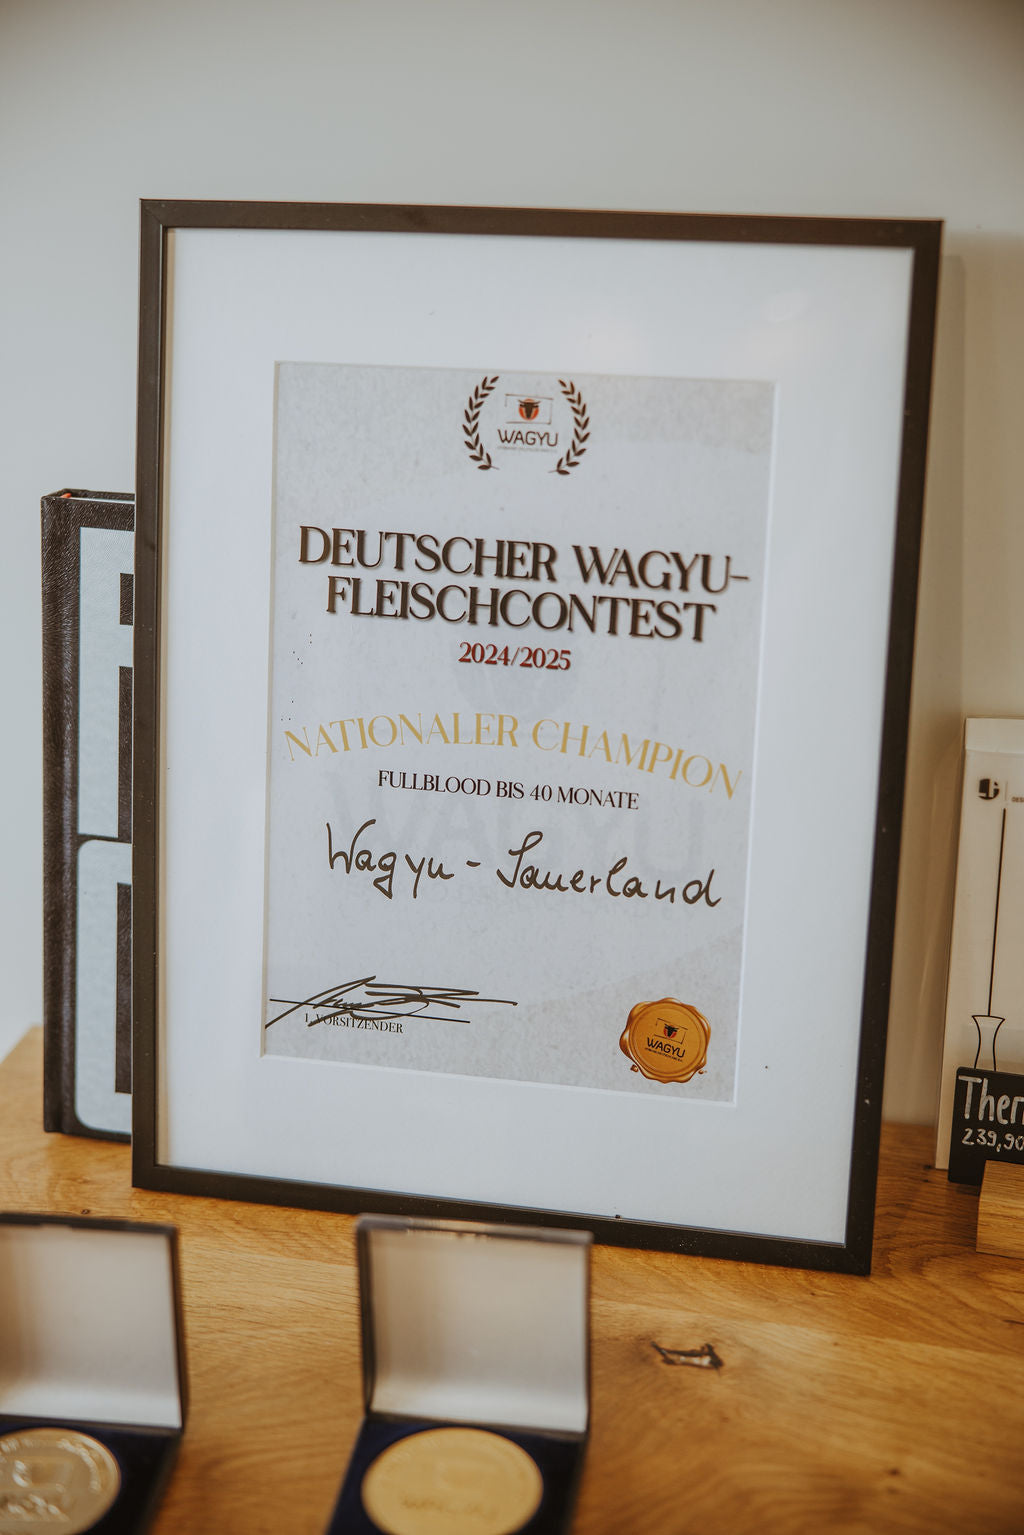 WAGYU
DEUTSCHER WAGYU-
FLEISCHCONTEST
2024/2025
NATIONALER CHAMPION
FULLBLOOD BIS 40 MONATE
Wagyu - Sauerland
1. VORSITZENDER
WAGYU
Ther
239,90